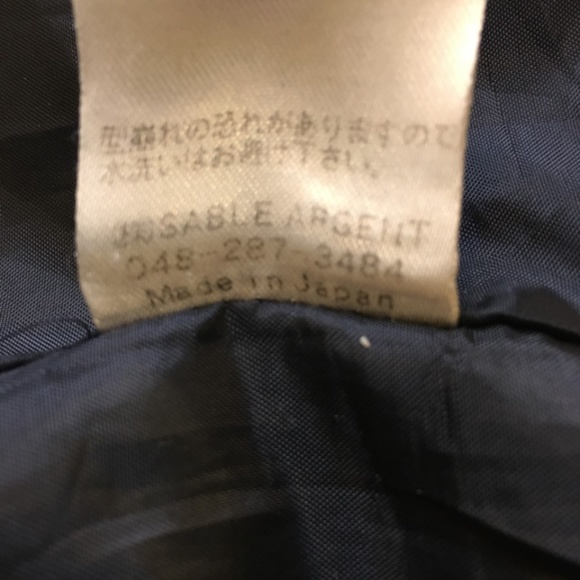 型崩れの恐れがありますので
水洗いはお避け下さい。
㈱SABLE ARGENT
048-287-3484
Made in Japan